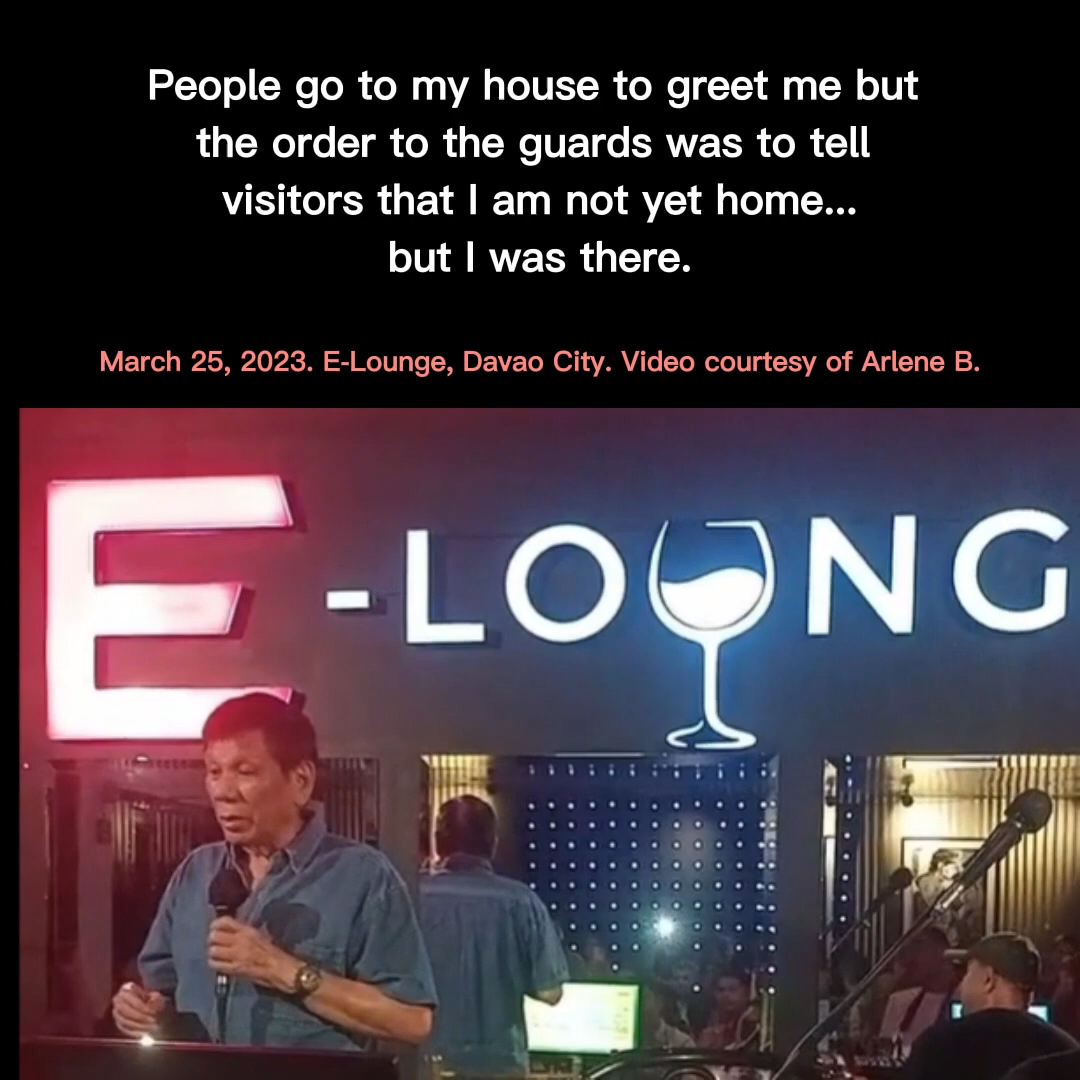 People go to my house to greet me but
the order to the guards was to tell
visitors that I am not yet home...
but I was there.
March 25, 2023. E-Lounge, Davao City. Video courtesy of Arlene B.
E-LOUNG